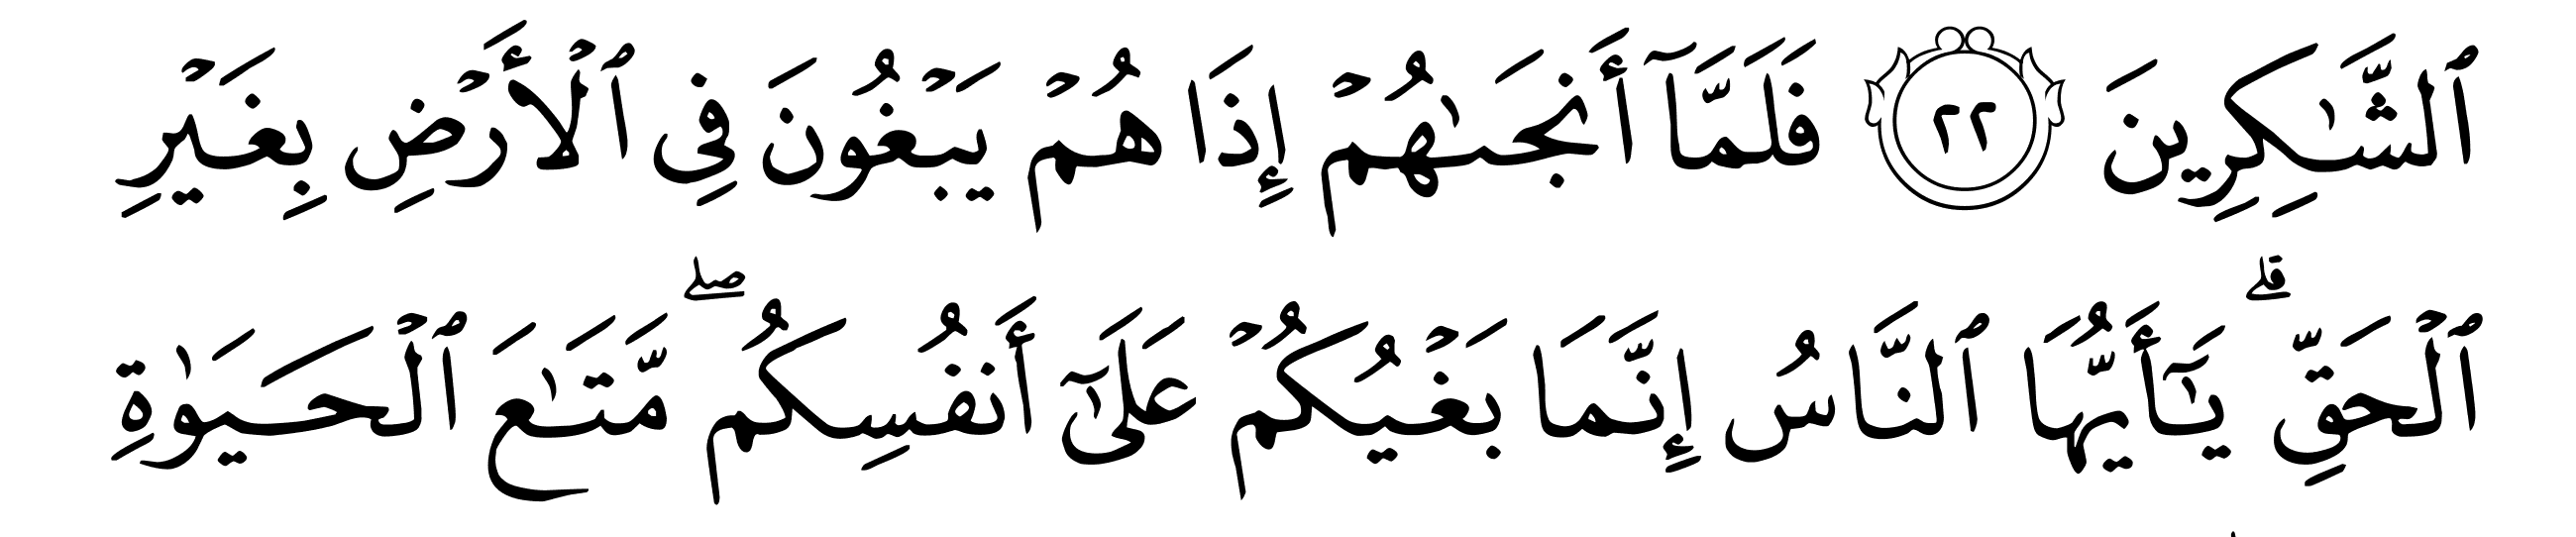 ٱلشَّـٰكِرِينَ ٢٢ فَلَمَّآ أَنجَىٰهُمۡ إِذَا هُمۡ يَبۡغُونَ فِى ٱلۡأَرۡضِ بِغَيۡرِ
ٱلۡحَقِّۗ يَـٰٓأَيُّهَا ٱلنَّاسُ إِنَّمَا بَغۡيُكُمۡ عَلَىٰٓ أَنفُسِكُمۖ مَّتَـٰعَ ٱلۡحَيَوٰةِ